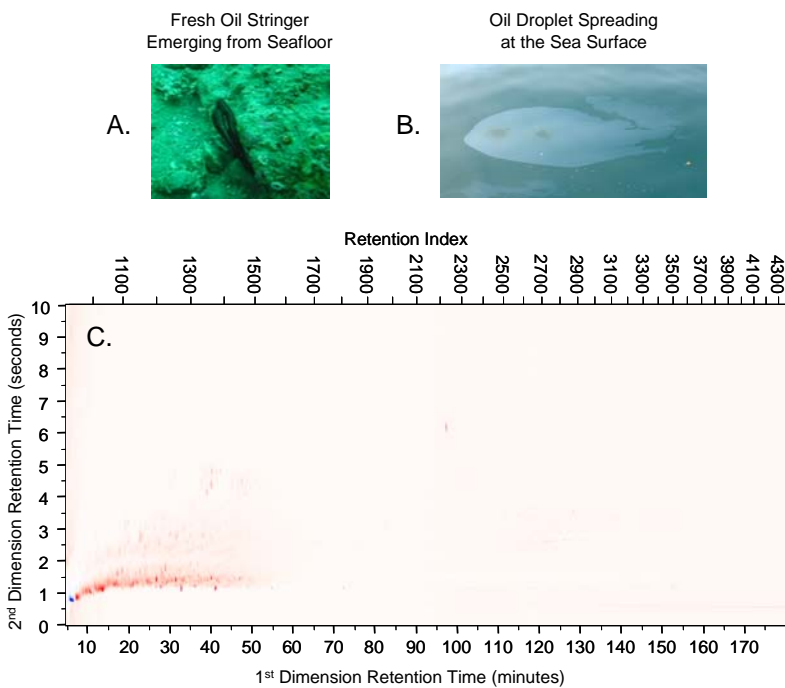 Fresh Oil Stringer
Emerging from Seafloor
Oil Droplet Spreading
at the Sea Surface
A.
B.
Retention Index
1100 1300 1500 1700 1900 2100 2300 2500 2700 2900 3100 3300 3500 3700 3900 4100 4300
C.
2nd Dimension Retention Time (seconds)
10
9
8
7
6
5
4
3
2
1
0
10 20 30 40 50 60 70 80 90 100 110 120 130 140 150 160 170
1st Dimension Retention Time (minutes)